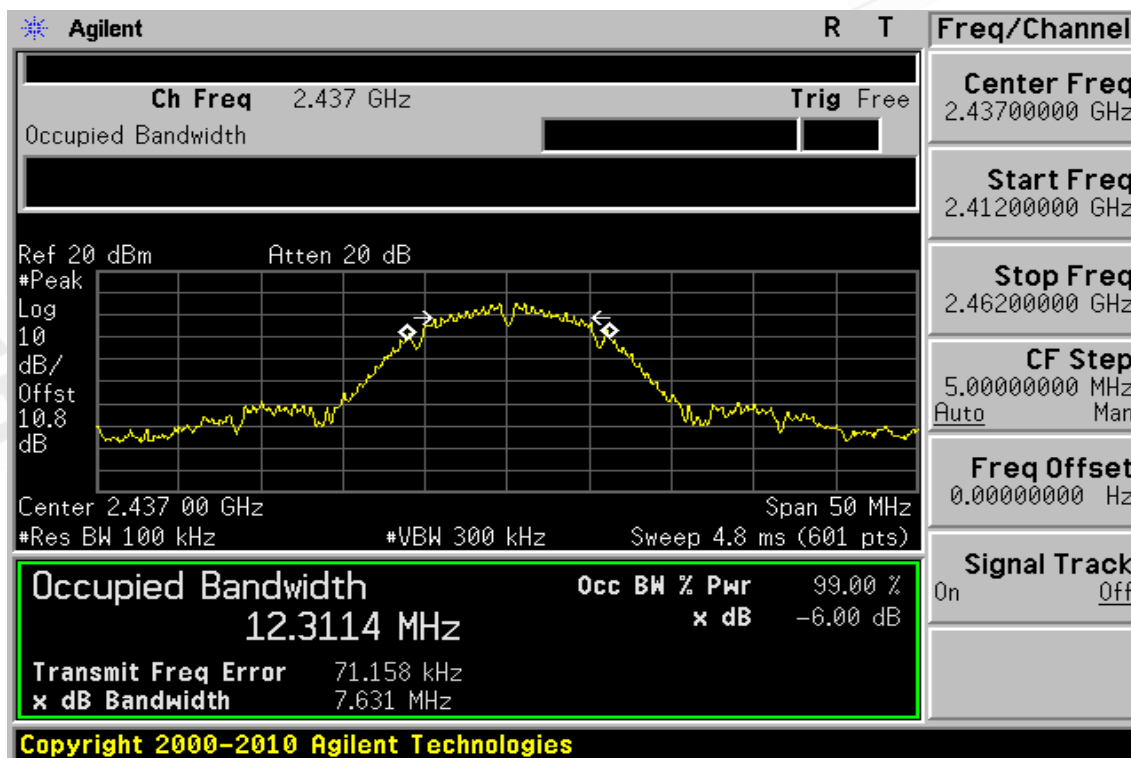 Agilent R T
Freq/Channel
Ch Freq 2.437 GHz Trig Free
Occupied Bandwidth
Center Freq
2.43700000 GHz
Start Freq
2.41200000 GHz
Stop Freq
2.46200000 GHz
CF Step
5.00000000 MHz
Auto Man
Freq Offset
0.00000000 Hz
Signal Track
On Off
Ref 20 dBm Atten 20 dB
#Peak
Log
10
dB/
Offst
10.8
dB
Center 2.437 00 GHz Span 50 MHz
#Res BW 100 kHz #VBW 300 kHz Sweep 4.8 ms (601 pts)
Occupied Bandwidth
12.3114 MHz
Occ BW % Pwr 99.00 %
x dB -6.00 dB
Transmit Freq Error 71.158 kHz
x dB Bandwidth 7.631 MHz
Copyright 2000-2010 Agilent Technologies